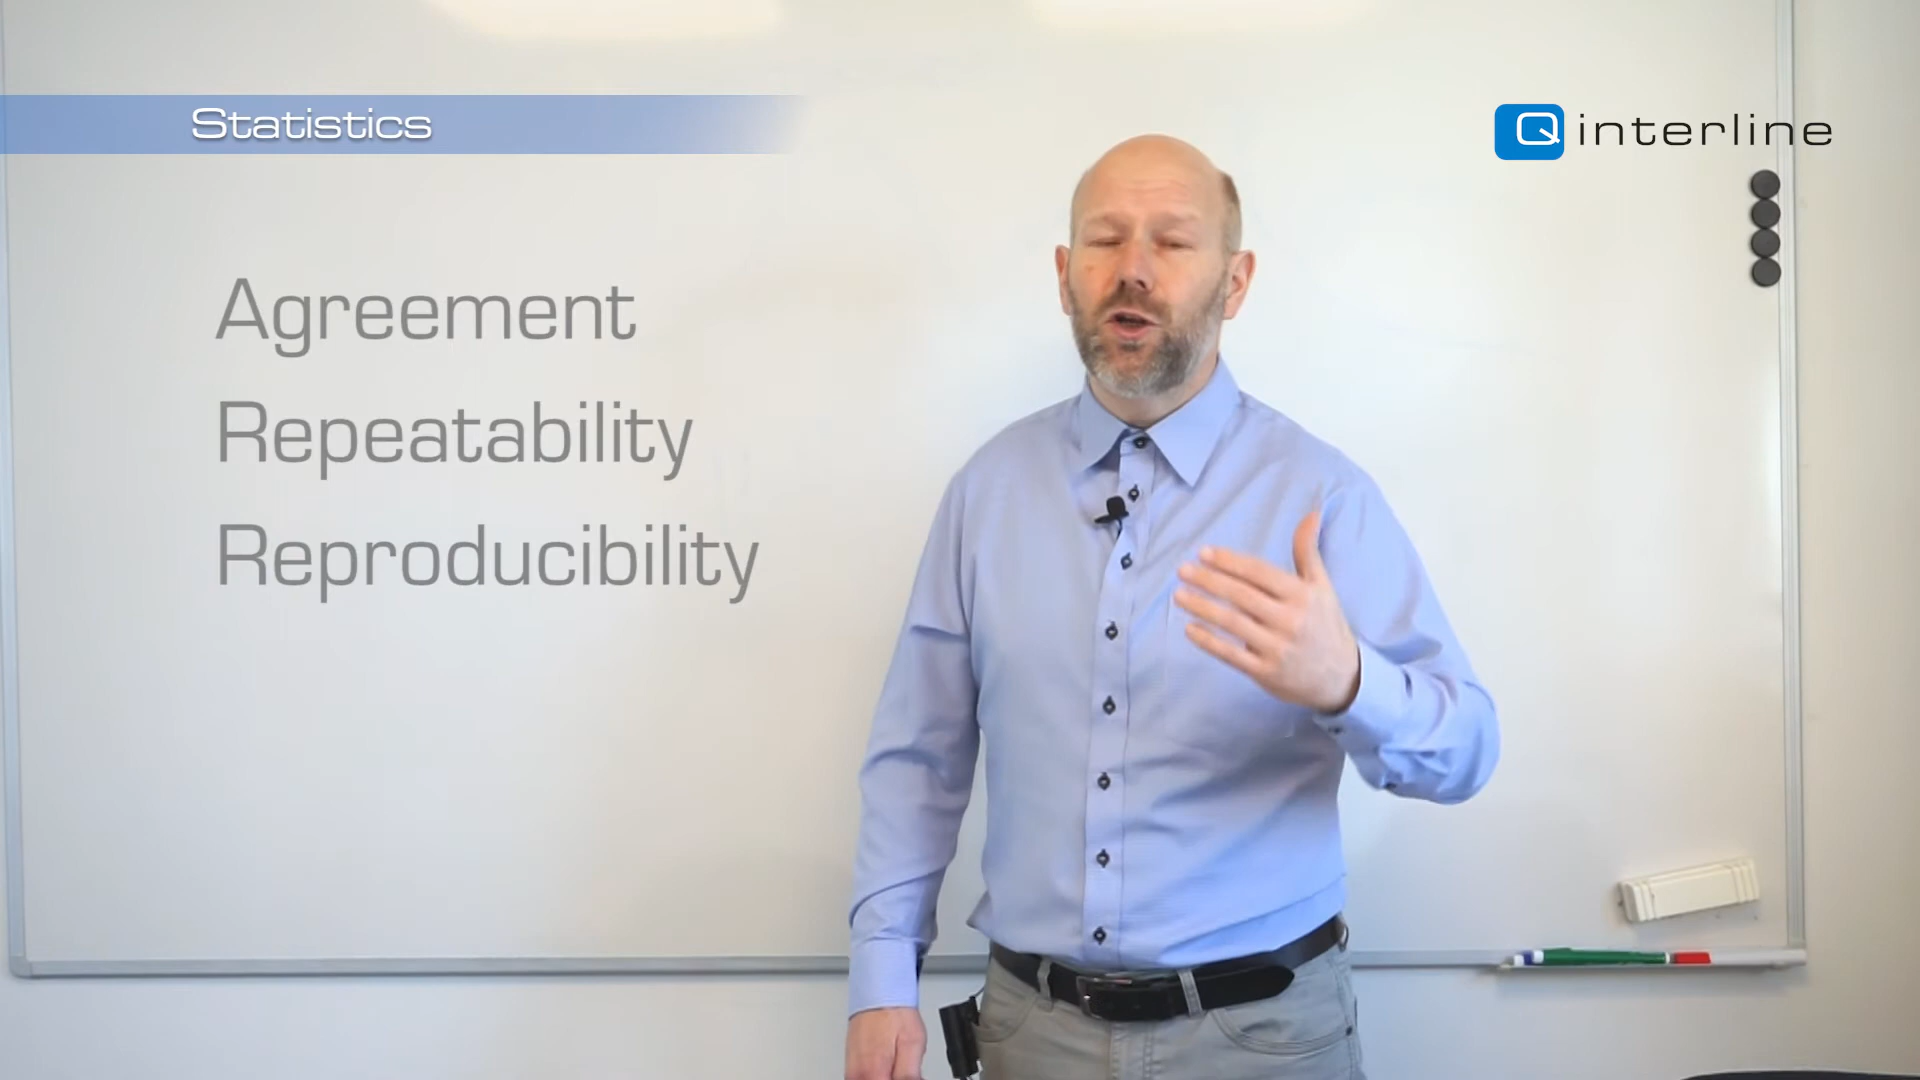 Statistics
Q interline
Agreement
Repeatability
Reproducibility